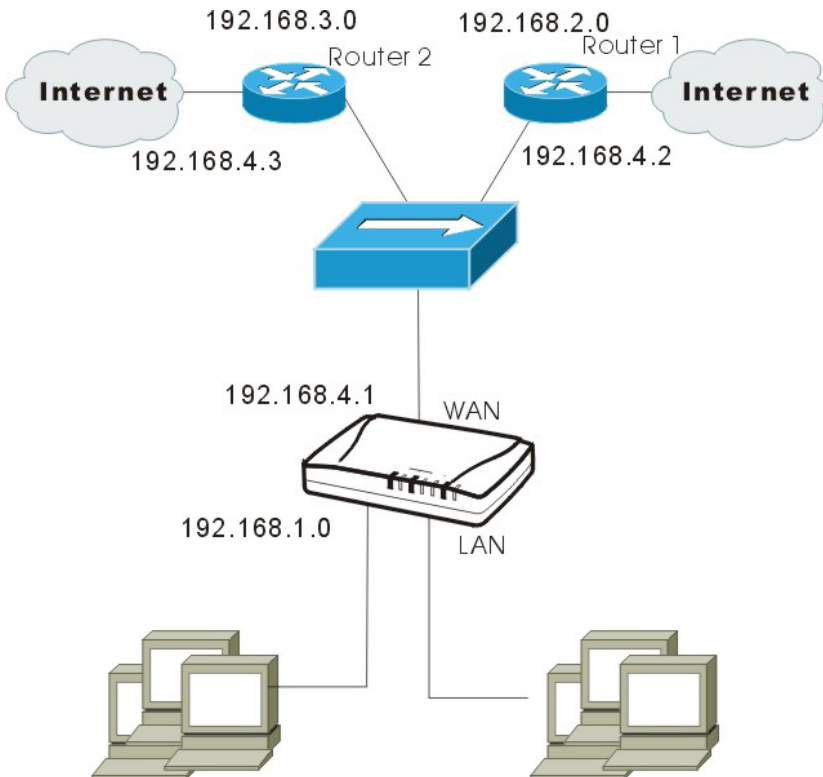 192.168.3.0
192.168.2.0
Router 2
Router 1
Internet
Internet
192.168.4.3
192.168.4.2
192.168.4.1
WAN
192.168.1.0
LAN